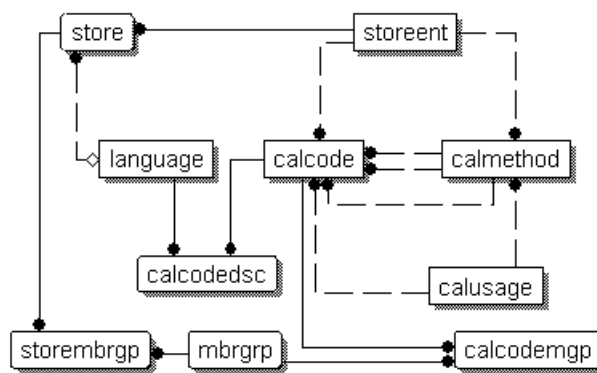 store
storeent
language
calcode
calmethod
calcodedsc
calusage
storembrgp
mbrgrp
calcodemgp